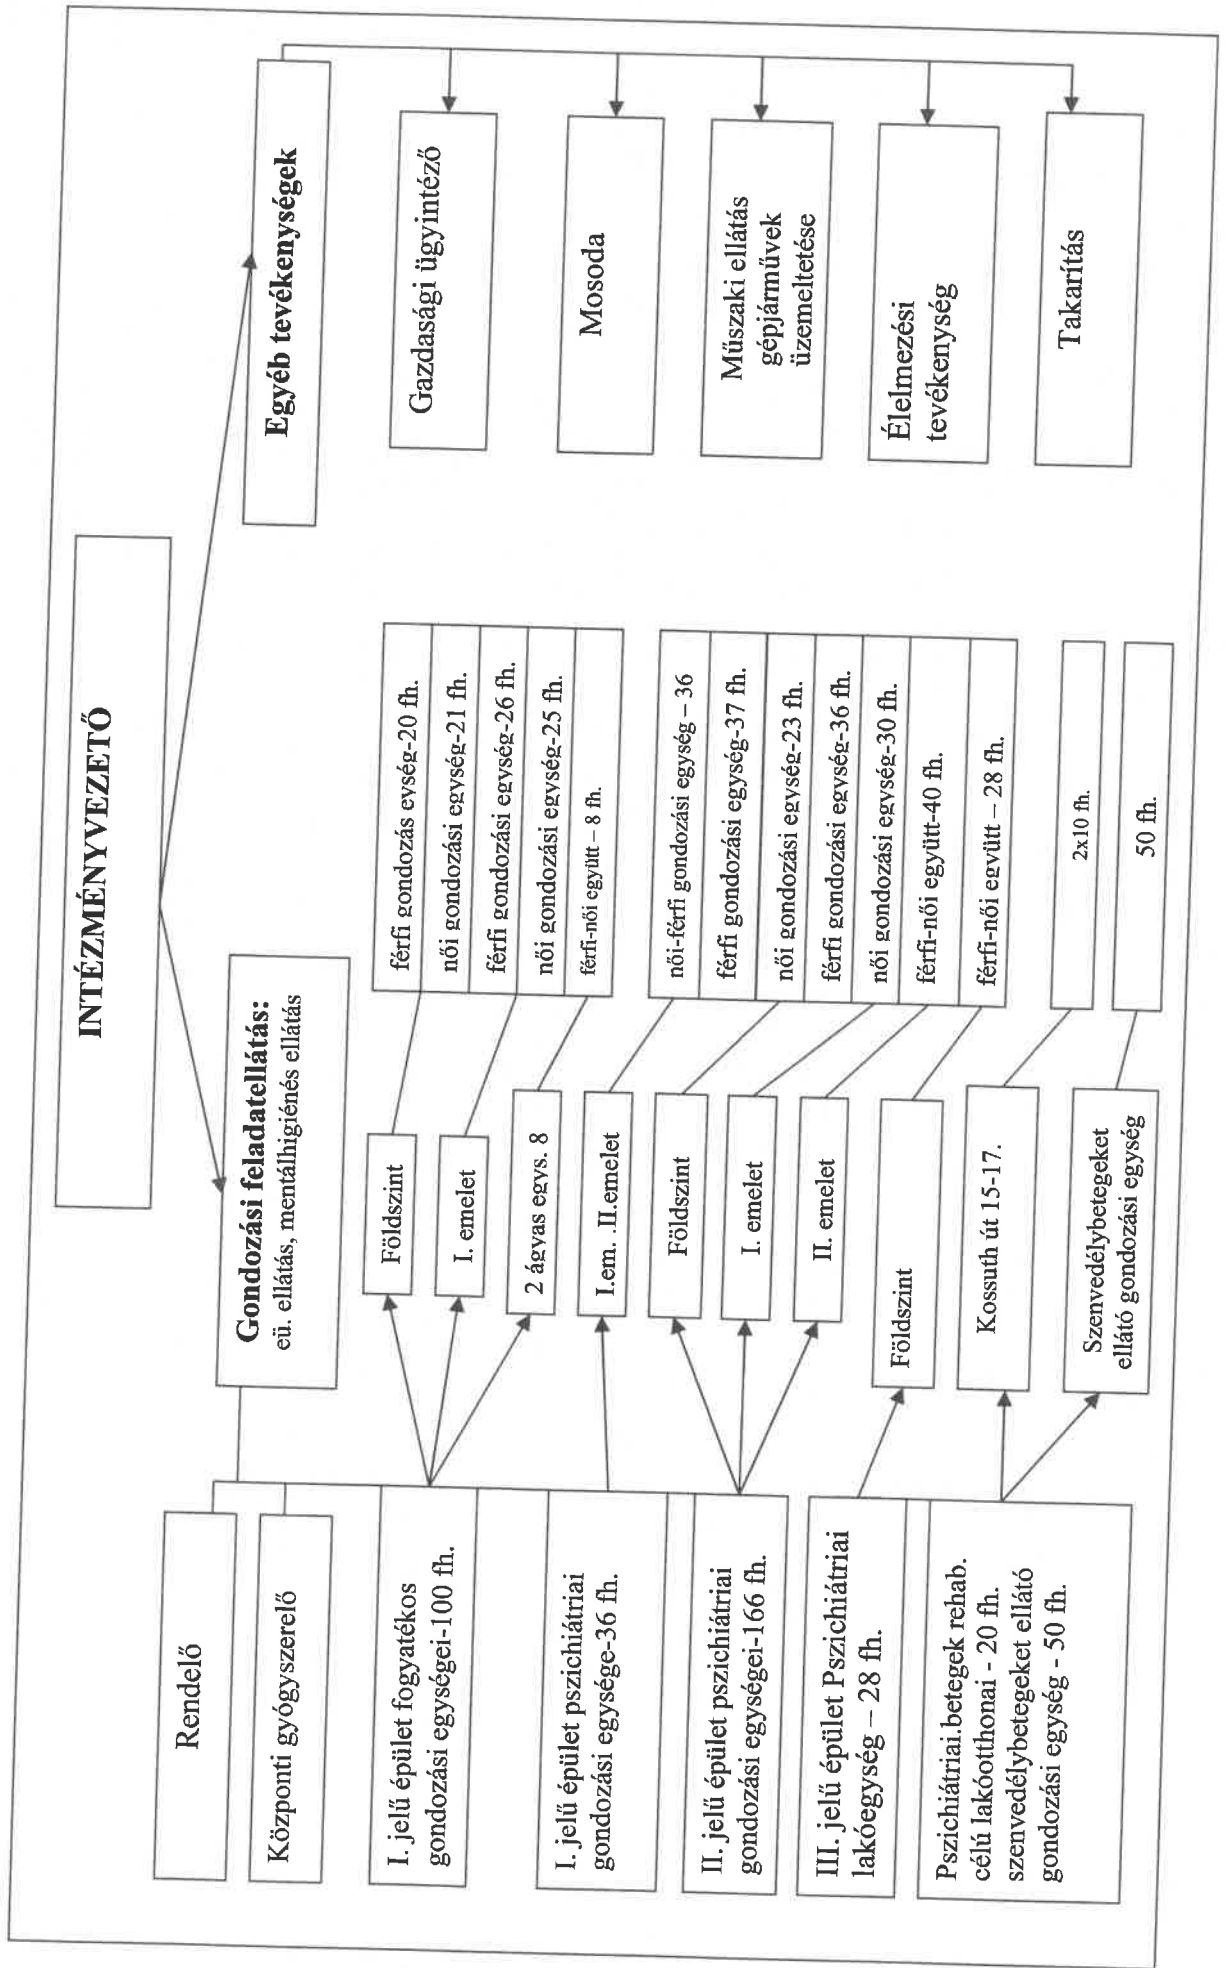 INTÉZMÉNYVEZETŐ
Gondozási feladatellátás:
eü. ellátás, mentálhigiénés ellátás
Egyéb tevékenységek
Rendelő
Központi gyógyszerelő
I. jelű épület fogyatékos
gondozási egységei-100 fh.
I. jelű épület pszichiátriai
gondozási egysége-36 fh.
II. jelű épület pszichiátriai
gondozási egységei-166 fh.
III. jelű épület Pszichiátriai
lakóegység – 28 fh.
Pszichiátriai.betegek rehab.
célú lakóotthonai - 20 fh.
szenvedélybetegeket ellátó
gondozási egység - 50 fh.
Földszint
I. emelet
2 ágyas egys. 8
I.em. .II.emelet
Földszint
I. emelet
II. emelet
Földszint
Kossuth út 15-17.
Szenvedélybetegeket
ellátó gondozási egység
férfi gondozás evség-20 fh.
női gondozási egység-21 fh.
férfi gondozási egység-26 fh.
női gondozási egység-25 fh.
férfi-női együtt – 8 fh.
női-férfi gondozási egység – 36
férfi gondozási egység-37 fh.
női gondozási egység-23 fh.
férfi gondozási egység-36 fh.
női gondozási egység-30 fh.
férfi-női együtt-40 fh.
férfi-női együtt – 28 fh.
2x10 fh.
50 fh.
Gazdasági ügyintéző
Mosoda
Műszaki ellátás
gépjárművek
üzemeltetése
Élelmezési
tevékenység
Takarítás